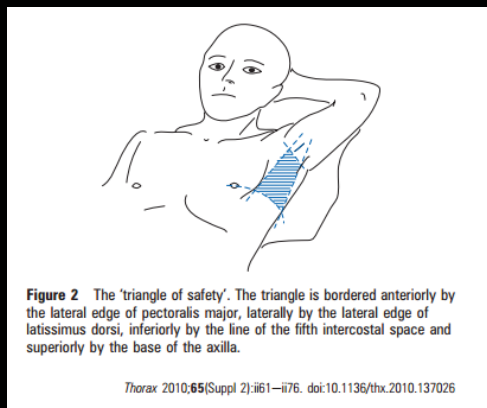 Figure 2 The 'triangle of safety'. The triangle is bordered anteriorly by
the lateral edge of pectoralis major, laterally by the lateral edge of
latissimus dorsi, inferiorly by the line of the fifth intercostal space and
superiorly by the base of the axilla.
Thorax 2010;65(Suppl 2):ii61—ii76. doi:10.1136/thx.2010.137026